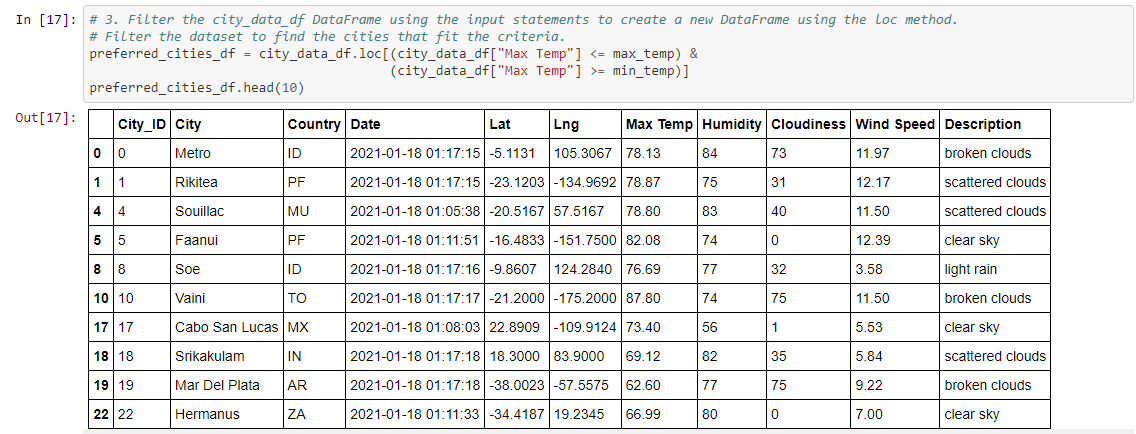 In [17]: # 3. Filter the city_data_df DataFrame using the input statements to create a new DataFrame using the loc method.
# Filter the dataset to find the cities that fit the criteria.
preferred_cities_df = city_data_df.loc[(city_data_df["Max Temp"] <= max_temp) &
(city_data_df["Max Temp"] >= min_temp)]
preferred_cities_df.head(10)
Out[17]:
City_ID City Country Date Lat Lng Max Temp Humidity Cloudiness Wind Speed Description
0 0 Metro ID 2021-01-18 01:17:15 -5.1131 105.3067 78.13 84 73 11.97 broken clouds
1 1 Rikitea PF 2021-01-18 01:17:15 -23.1203 -134.9692 78.87 75 31 12.17 scattered clouds
4 4 Souillac MU 2021-01-18 01:05:38 -20.5167 57.5167 78.80 83 40 11.50 scattered clouds
5 5 Faanui PF 2021-01-18 01:11:51 -16.4833 -151.7500 82.08 74 0 12.39 clear sky
8 8 Soe ID 2021-01-18 01:17:16 -9.8607 124.2840 76.69 77 32 3.58 light rain
10 10 Vaini TO 2021-01-18 01:17:17 -21.2000 -175.2000 87.80 74 75 11.50 broken clouds
17 17 Cabo San Lucas MX 2021-01-18 01:08:03 22.8909 -109.9124 73.40 56 1 5.53 clear sky
18 18 Srikakulam IN 2021-01-18 01:17:18 18.3000 83.9000 69.12 82 35 5.84 scattered clouds
19 19 Mar Del Plata AR 2021-01-18 01:17:18 -38.0023 -57.5575 62.60 77 75 9.22 broken clouds
22 22 Hermanus ZA 2021-01-18 01:11:33 -34.4187 19.2345 66.99 80 0 7.00 clear sky